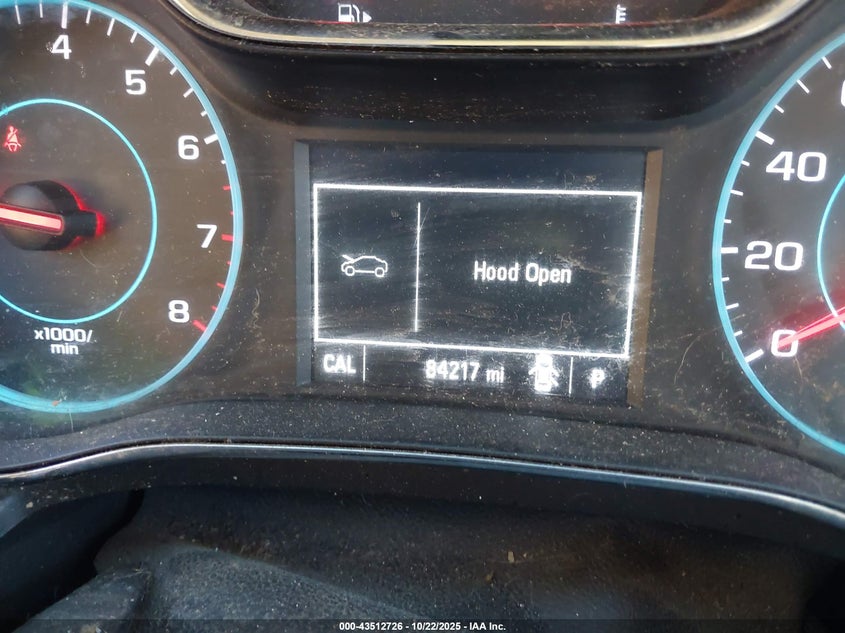 4
5
6
7
8
x1000/
min
Hood Open
CAL
84217 mi
P
40
20
0
000-43512726 - 10/22/2025 - IAA Inc.